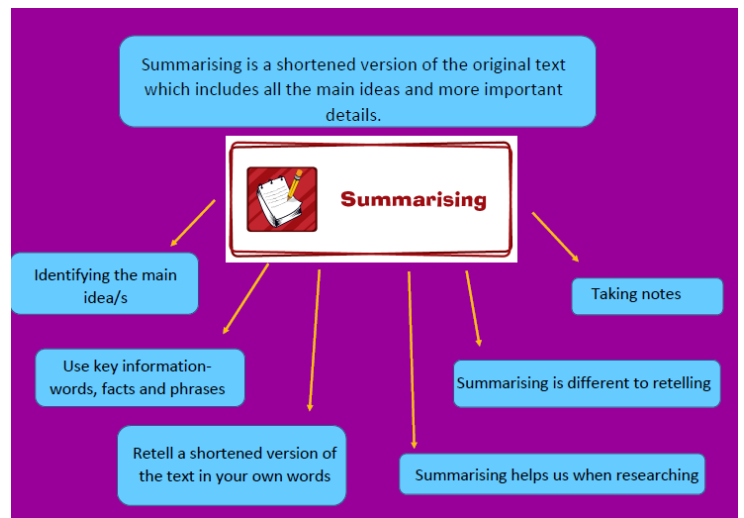 Summarising is a shortened version of the original text
which includes all the main ideas and more important
details.
Summarising
Identifying the main
idea/s
Taking notes
Use key information-
words, facts and phrases
Summarising is different to retelling
Retell a shortened version of
the text in your own words
Summarising helps us when researching